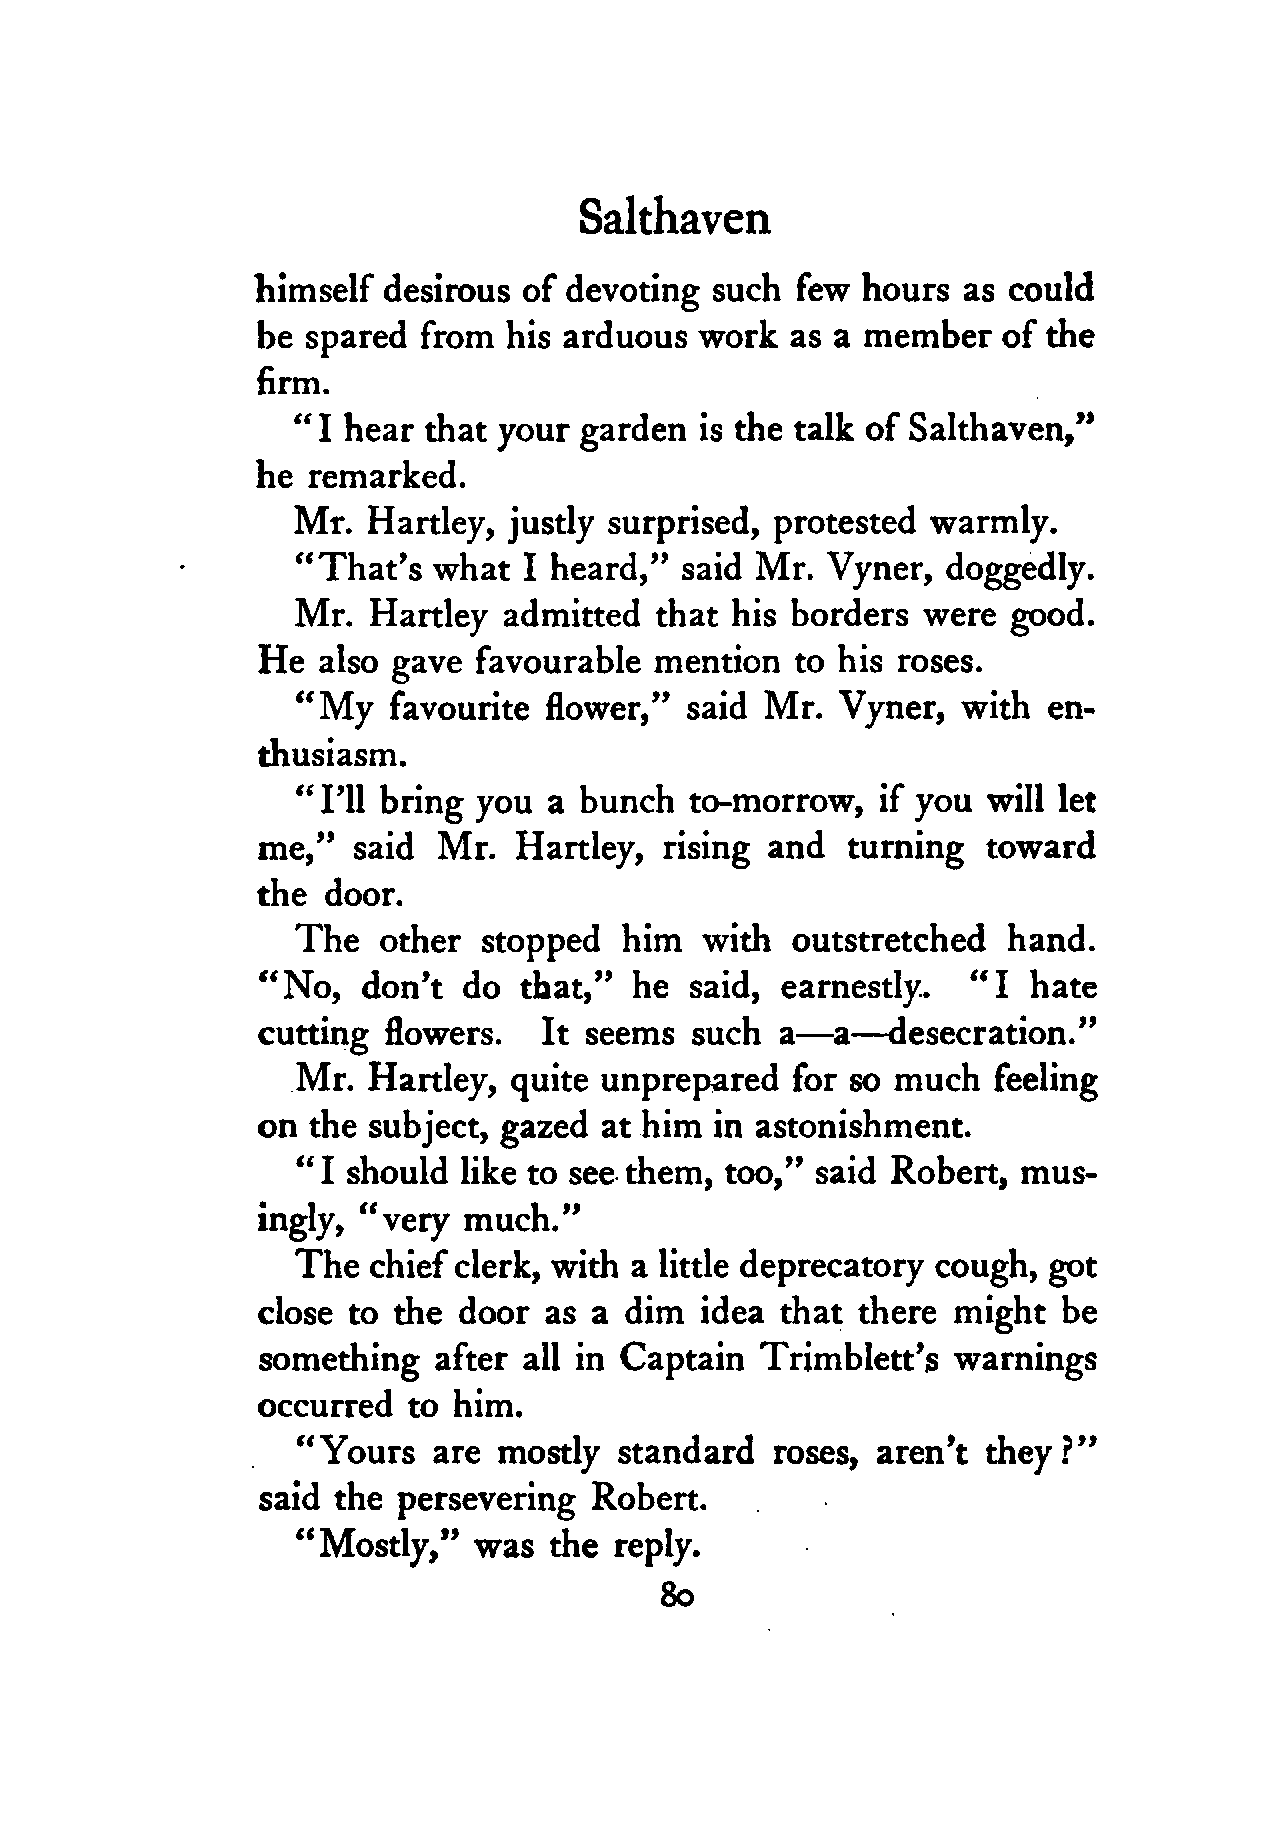 Salthaven
himself desirous of devoting such few hours as could
be spared from his arduous work as a member of the
firm.
"I hear that your garden is the talk of Salthaven,"
he remarked.
Mr. Hartley, justly surprised, protested warmly.
"That's what I heard," said Mr. Vyner, doggedly.
Mr. Hartley admitted that his borders were good.
He also gave favourable mention to his roses.
"My favourite flower," said Mr. Vyner, with en-
thusiasm.
"I'll bring you a bunch to-morrow, if you will let
me," said Mr. Hartley, rising and turning toward
the door.
The other stopped him with outstretched hand.
"No, don't do that," he said, earnestly. "I hate
cutting flowers. It seems such a—a—desecration."
Mr. Hartley, quite unprepared for so much feeling
on the subject, gazed at him in astonishment.
"I should like to see them, too," said Robert, mus-
ingly, "very much."
The chief clerk, with a little deprecatory cough, got
close to the door as a dim idea that there might be
something after all in Captain Trimblett's warnings
occurred to him.
"Yours are mostly standard roses, aren't they?"
said the persevering Robert.
"Mostly," was the reply.
80